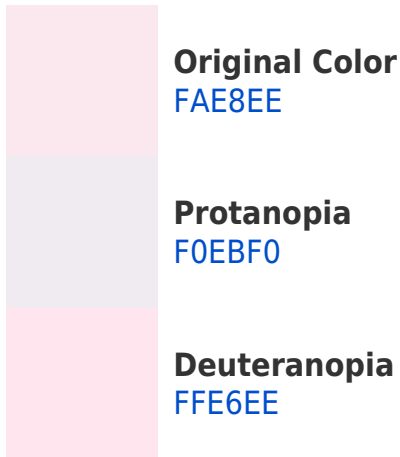 Original Color
FAE8EE
Protanopia
F0EBF0
Deuteranopia
FFE6EE